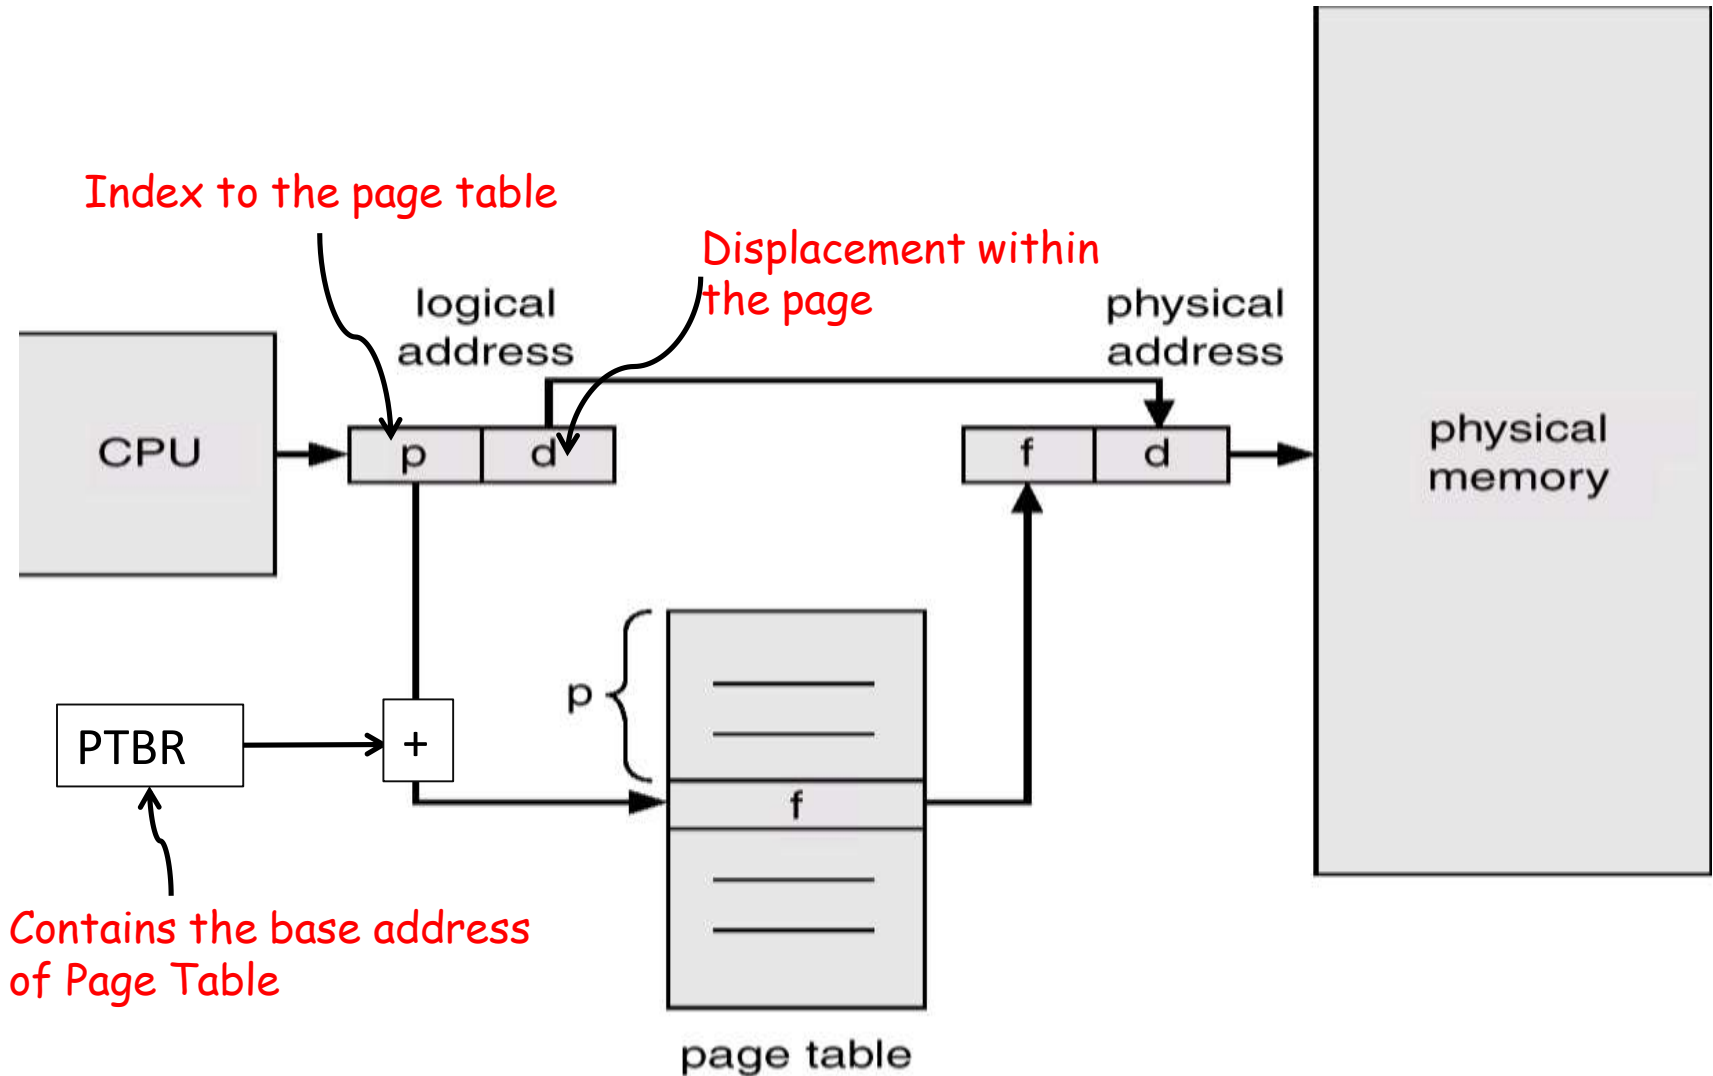 Index to the page table
Displacement within
the page
logical
address
physical
address
CPU
p
d
f
d
physical
memory
p
PTBR
+
f
Contains the base address
of Page Table
page table